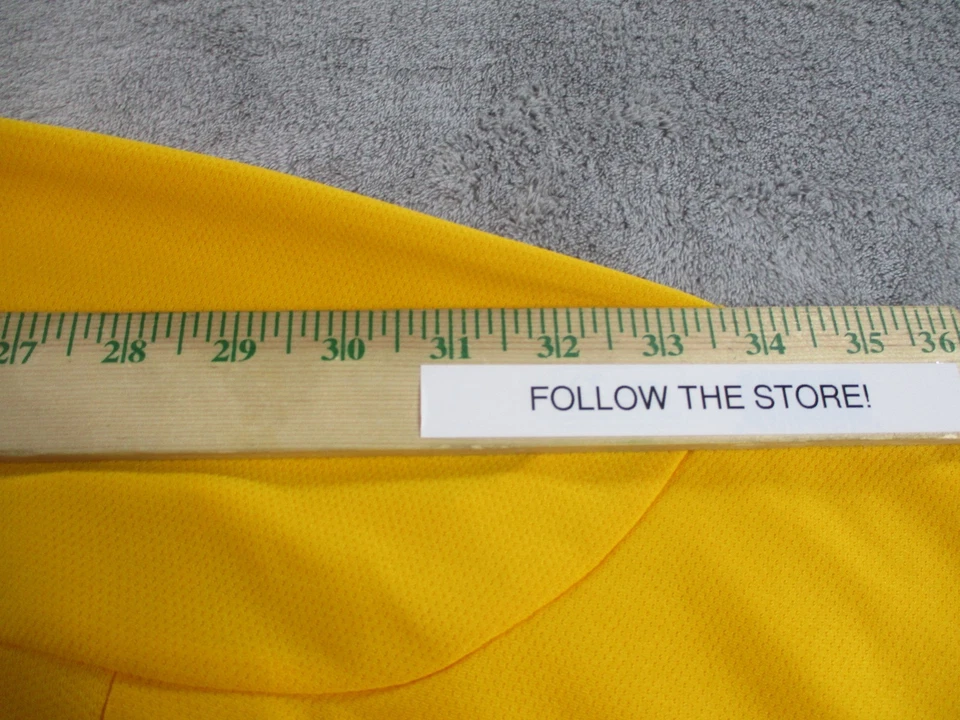 27 28 29 30 31 32 33 34 35 36
FOLLOW THE STORE!